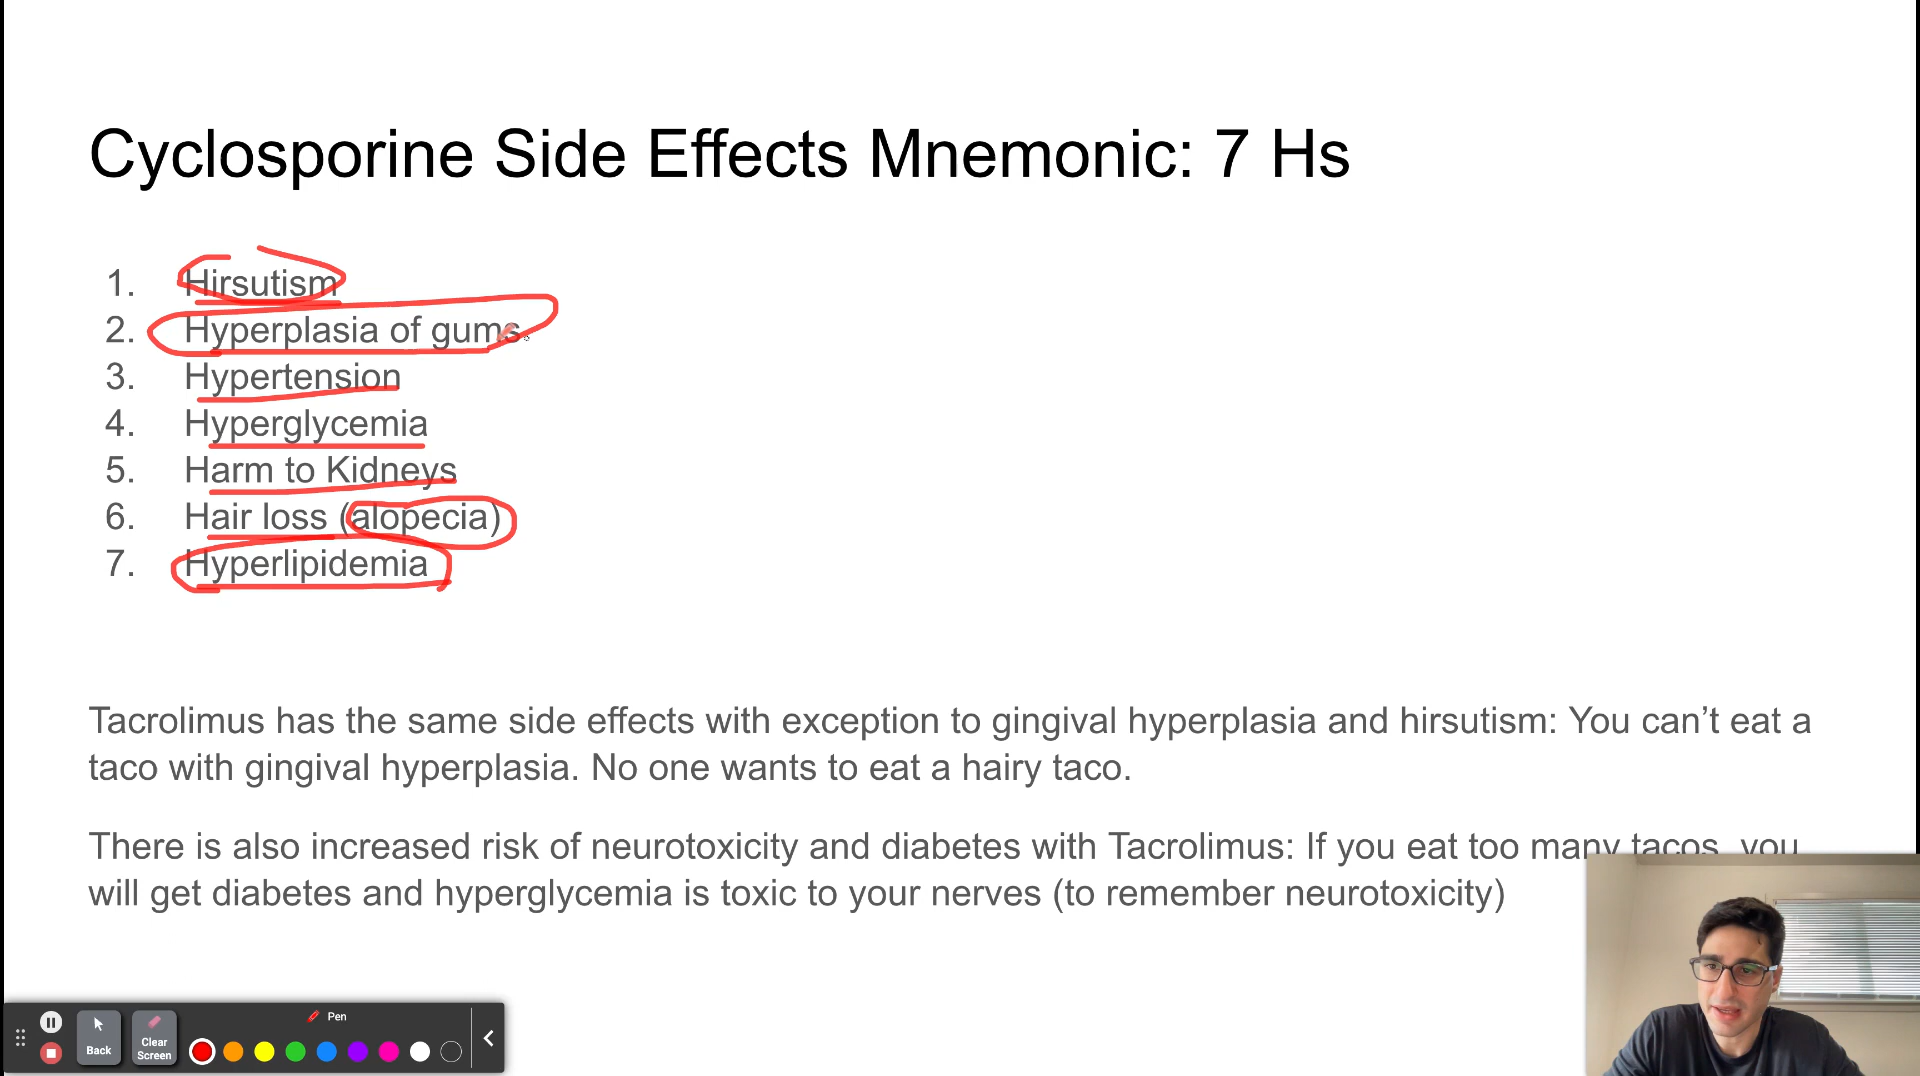 Cyclosporine Side Effects Mnemonic: 7 Hs
1. Hirsutism
2. Hyperplasia of gums
3. Hypertension
4. Hyperglycemia
5. Harm to Kidneys
6. Hair loss (alopecia)
7. Hyperlipidemia
Tacrolimus has the same side effects with exception to gingival hyperplasia and hirsutism: You can’t eat a
taco with gingival hyperplasia. No one wants to eat a hairy taco.
There is also increased risk of neurotoxicity and diabetes with Tacrolimus: If you eat too many tacos, you
will get diabetes and hyperglycemia is toxic to your nerves (to remember neurotoxicity)
Pen
Back
Clear
Screen